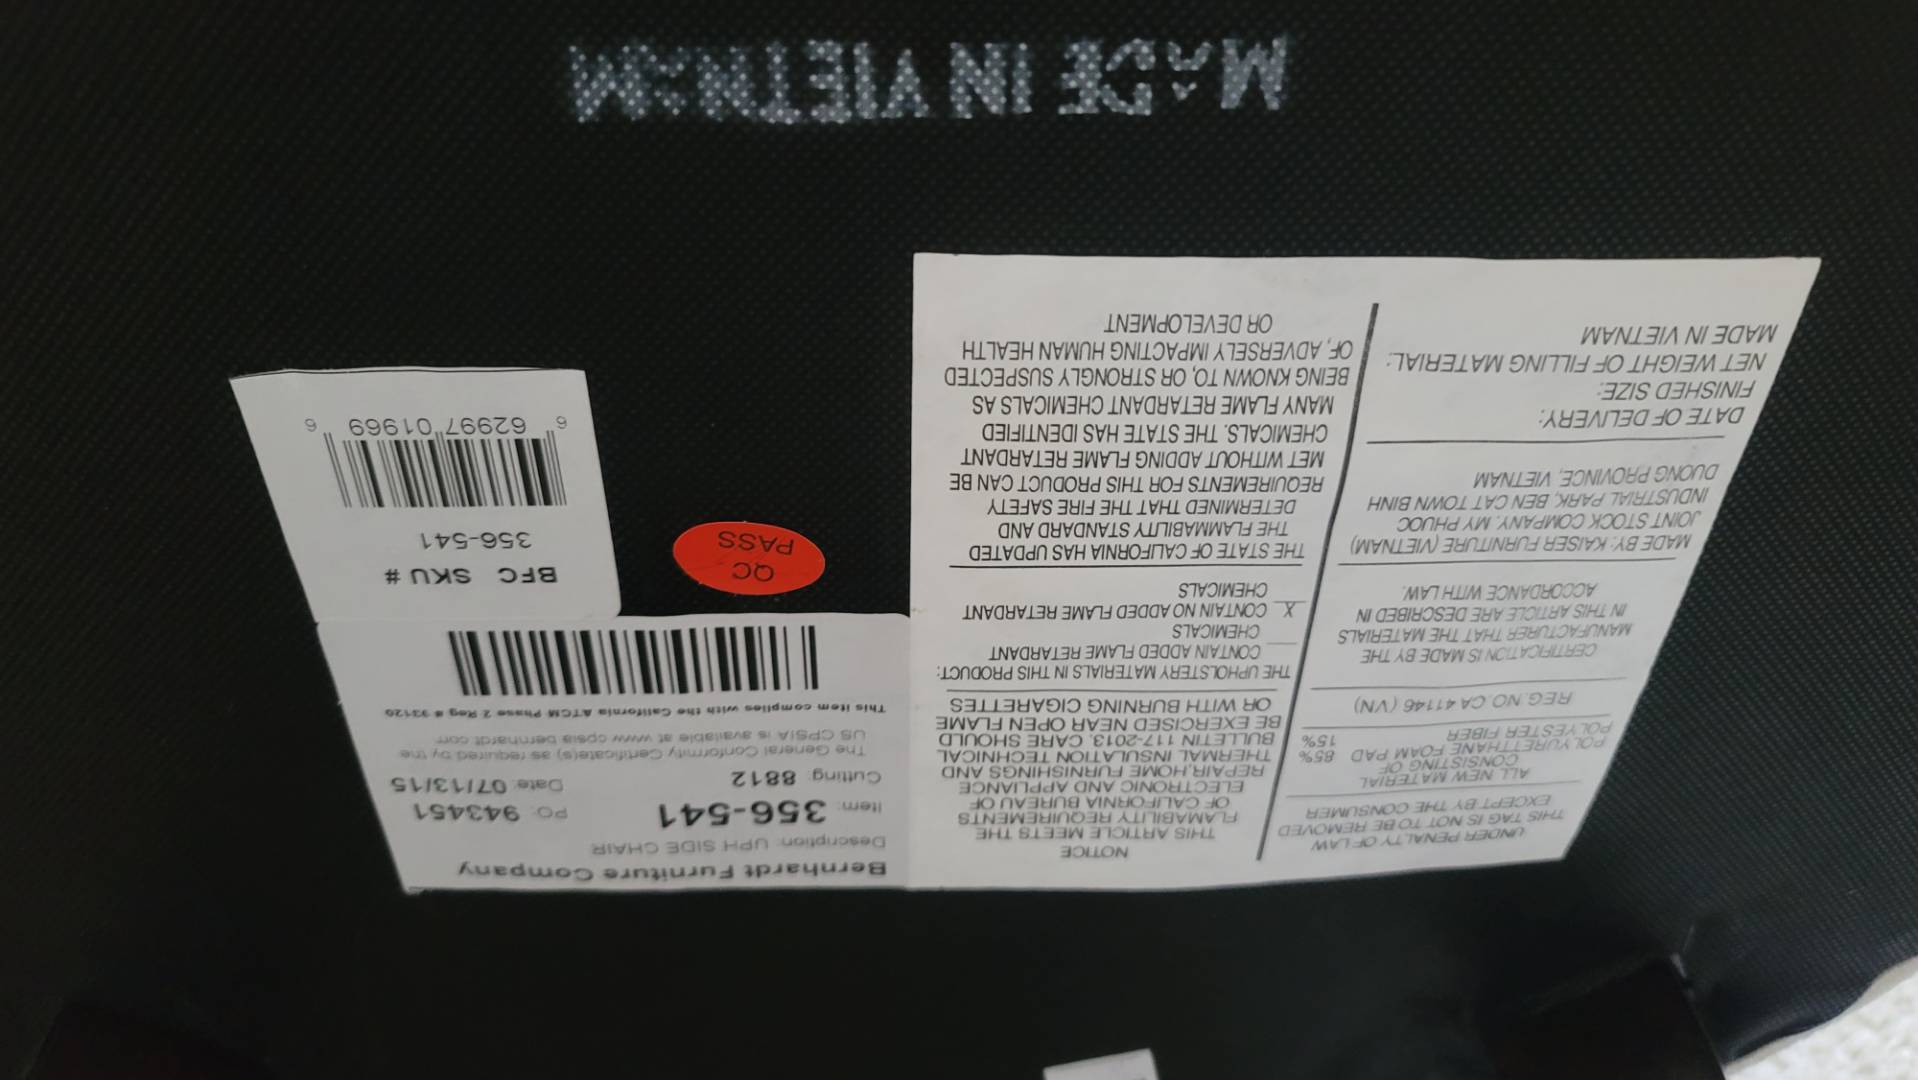 UNDER PENALTY OF LAW
THIS TAG IS NOT TO BE REMOVED
EXCEPT BY THE CONSUMER
ALL NEW MATERIAL
CONSISTING OF
POLYURETHANE FOAM PAD 85%
POLYESTER FIBER 15%
REG.NO.CA 41146 (VN)
CERTIFICATION IS MADE BY THE
MANUFACTURER THAT THE MATERIALS
IN THIS ARTICLE ARE DESCRIBED IN
ACCORDANCE WITH LAW.
MADE BY: KAISER FURNITURE (VIETNAM)
JOINT STOCK COMPANY. MY PHUOC
INDUSTRIAL PARK, BEN CAT TOWN BINH
DUONG PROVINCE, VIETNAM
DATE OF DELIVERY:
FINISHED SIZE:
NET WEIGHT OF FILLING MATERIAL:
MADE IN VIETNAM
NOTICE
THIS ARTICLE MEETS THE
FLAMABILITY REQUIREMENTS
OF CALIFORNIA BUREAU OF
ELECTRONIC AND APPLIANCE
REPAIR,HOME FURNISHINGS AND
THERMAL INSULATION TECHNICAL
BULLETIN 117-2013. CARE SHOULD
BE EXERCISED NEAR OPEN FLAME
OR WITH BURNING CIGARETTES
THE UPHOLSTERY MATERIALS IN THIS PRODUCT:
CONTAIN ADDED FLAME RETARDANT
CHEMICALS
X CONTAIN NO ADDED FLAME RETARDANT
CHEMICALS
THE STATE OF CALIFORNIA HAS UPDATED
THE FLAMMABILITY STANDARD AND
DETERMINED THAT THE FIRE SAFETY
REQUIREMENTS FOR THIS PRODUCT CAN BE
MET WITHOUT ADDING FLAME RETARDANT
CHEMICALS. THE STATE HAS IDENTIFIED
MANY FLAME RETARDANT CHEMICALS AS
BEING KNOWN TO, OR STRONGLY SUSPECTED
OF, ADVERSELY IMPACTING HUMAN HEALTH
OR DEVELOPMENT
Bernhardt Furniture Company
Description: UPH SIDE CHAIR
Item: 356-541 PO: 943451
Cutting: 8812 Date: 07/13/15
The General Conformity Certificate(s) as required by the
US CPSIA is available at www.cpsia.bernhardt.com
This item complies with the California ATCM Phase 2 Reg # 93120
QC
PASS
BFC SKU #
356-541
6 62997 01969 6
MADE IN VIETNAM